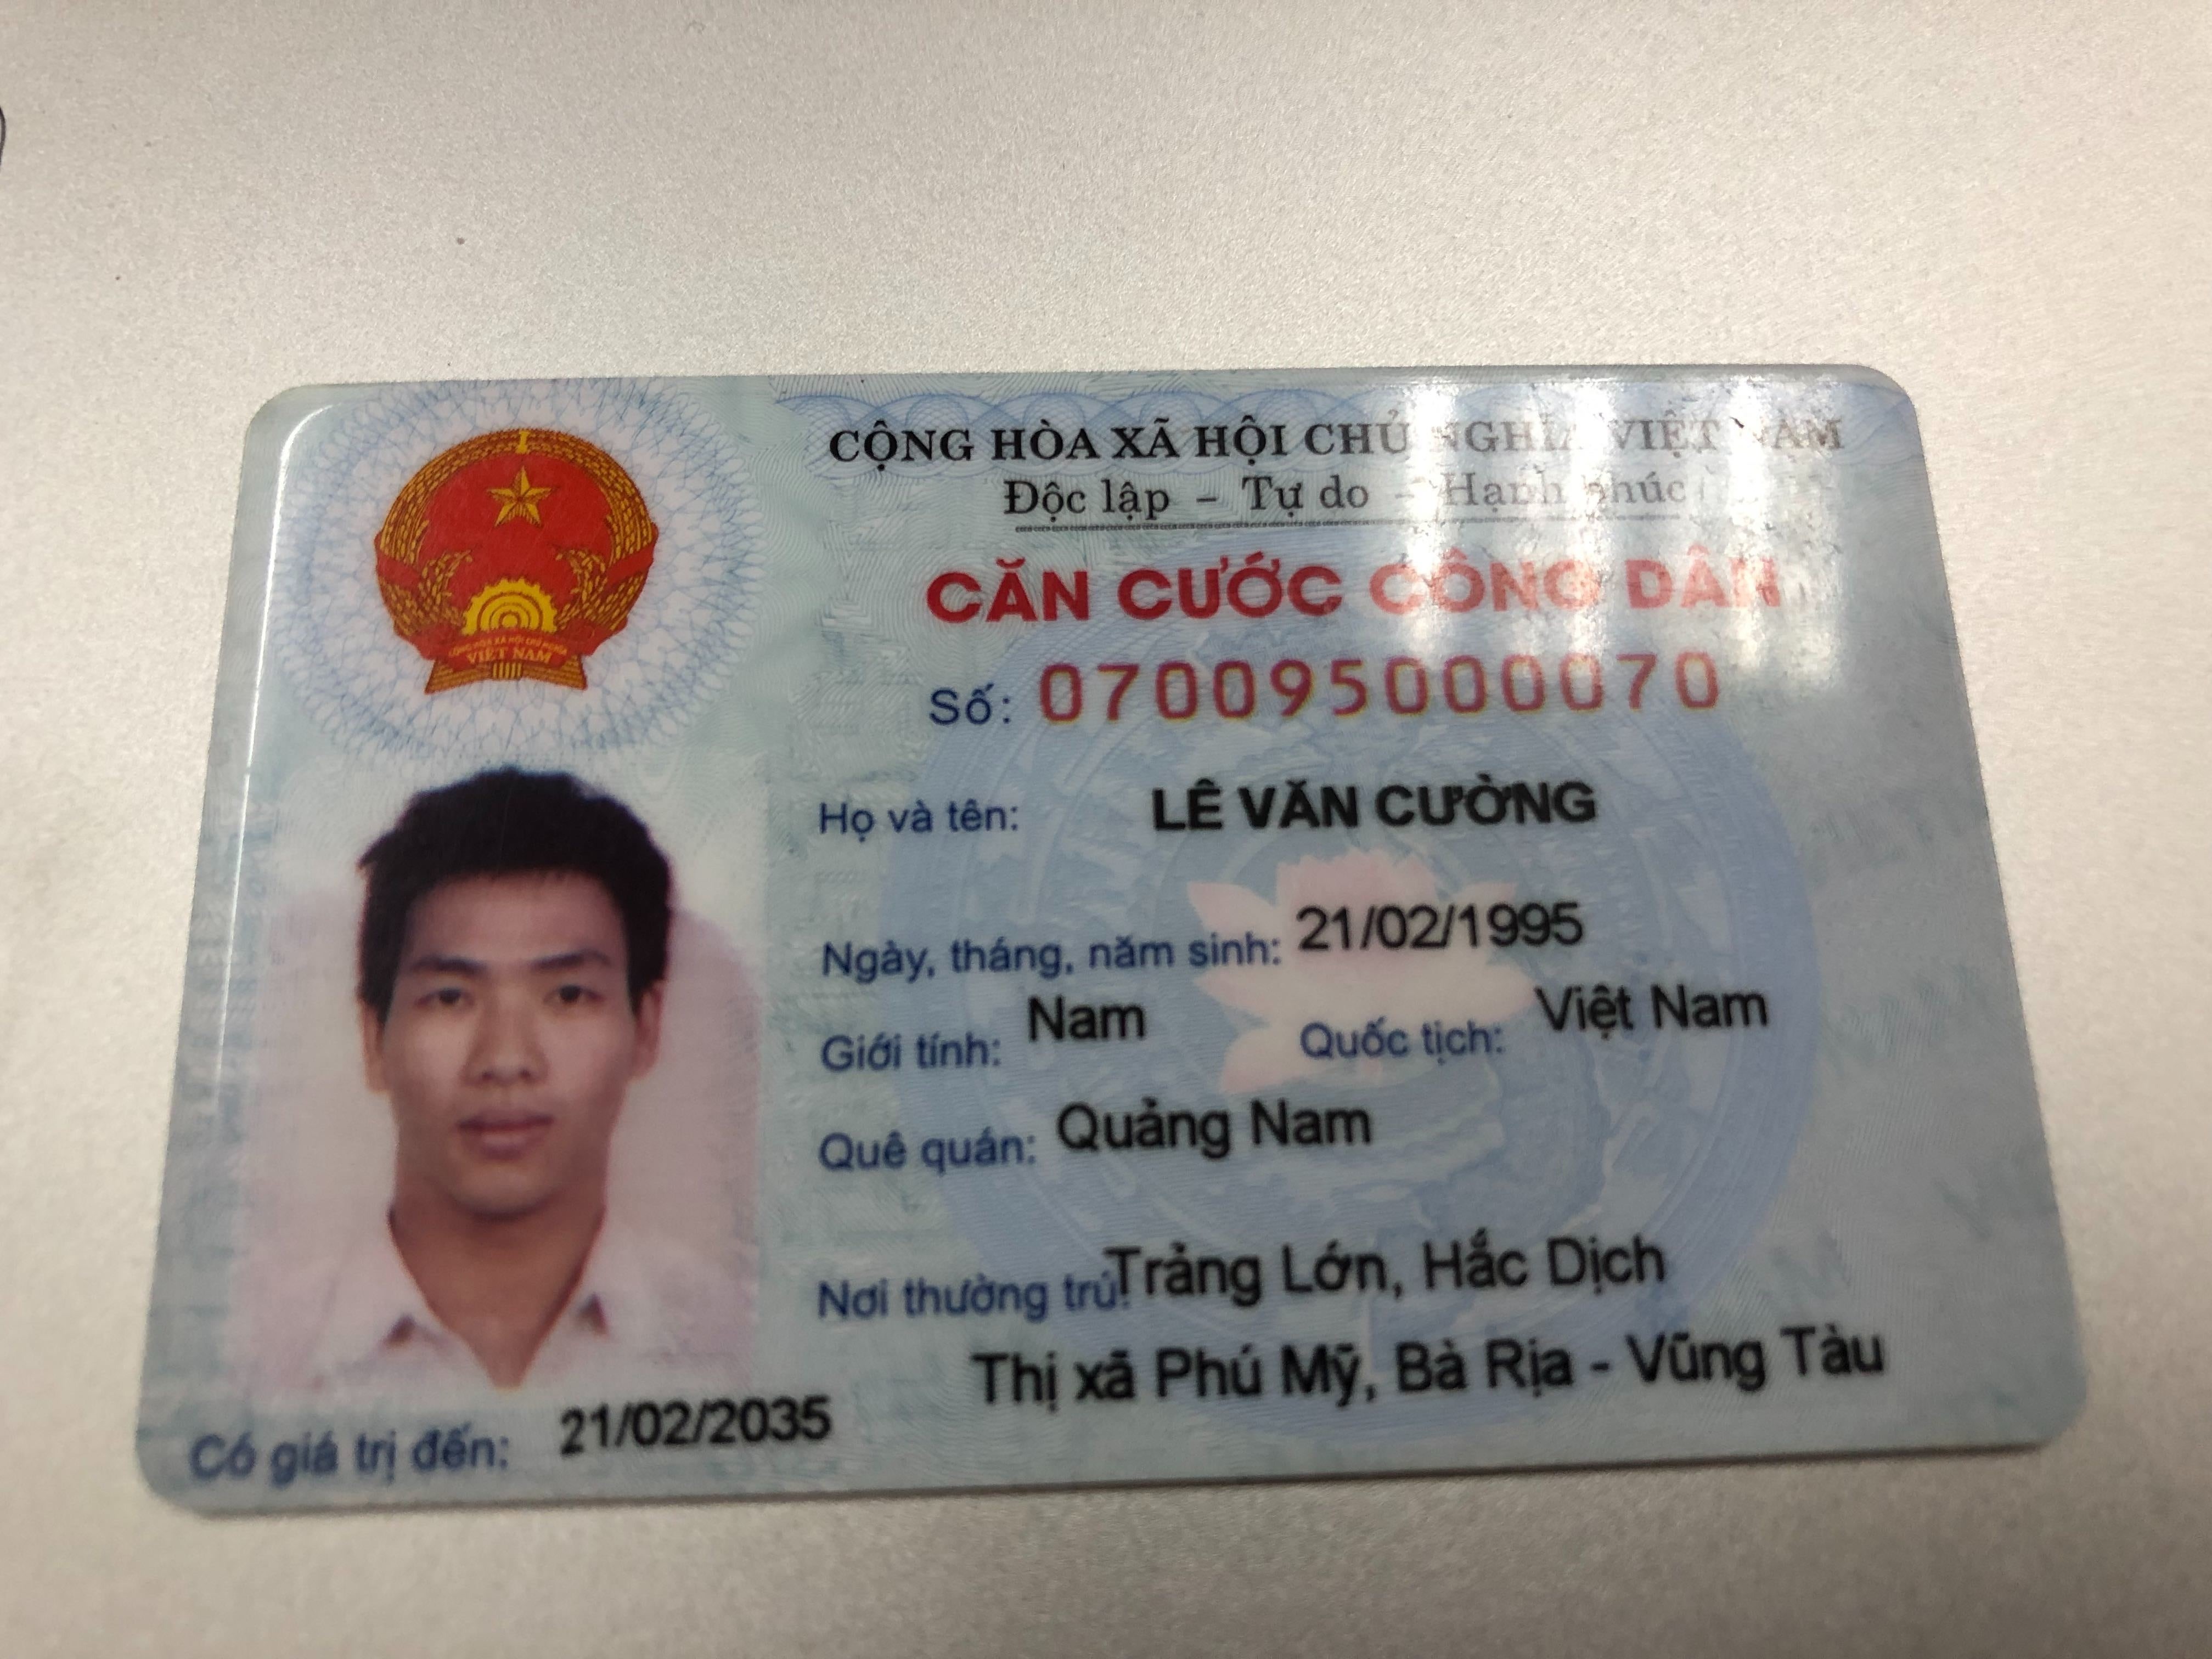 CỘNG HÒA XÃ HỘI CHỦ NGHĨA VIỆT NAM
Độc lập - Tự do - Hạnh phúc
CĂN CƯỚC CÔNG DÂN
Số: 070095000070
Họ và tên: LÊ VĂN CƯỜNG
Ngày, tháng, năm sinh: 21/02/1995
Giới tính: Nam Quốc tịch: Việt Nam
Quê quán: Quảng Nam
Nơi thường trú: Trảng Lớn, Hắc Dịch
Thị xã Phú Mỹ, Bà Rịa - Vũng Tàu
Có giá trị đến: 21/02/2035
CỘNG HÒA XÃ HỘI CHỦ NGHĨA
VIỆT NAM